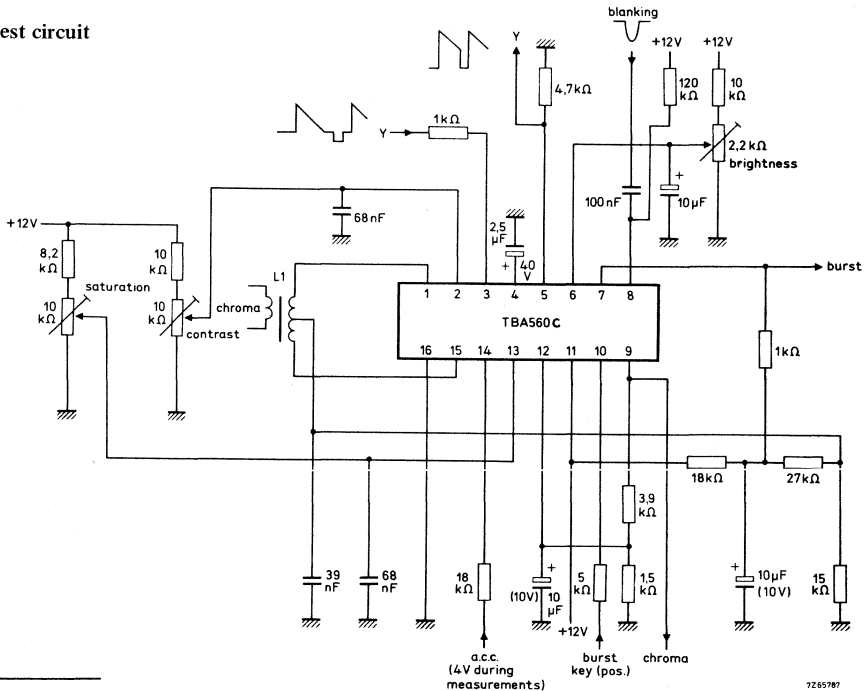 est circuit
blanking
+12V
+12V
Y
4,7kΩ
120
kΩ
10
kΩ
1kΩ
Y
2,2kΩ
brightness
100nF
10μF
+
68nF
2,5
μF
+
40
V
+12V
8,2
kΩ
10
kΩ
L1
burst
saturation
10
kΩ
10
kΩ
contrast
chroma
1 2 3 4 5 6 7 8
TBA560C
16 15 14 13 12 11 10 9
1kΩ
18kΩ
27kΩ
3,9
kΩ
39
nF
68
nF
18
kΩ
+
(10V)
10
μF
5
kΩ
1,5
kΩ
+
10μF
(10V)
15
kΩ
+12V
a.c.c.
(4V during
measurements)
burst
key (pos.)
chroma
7Z65787